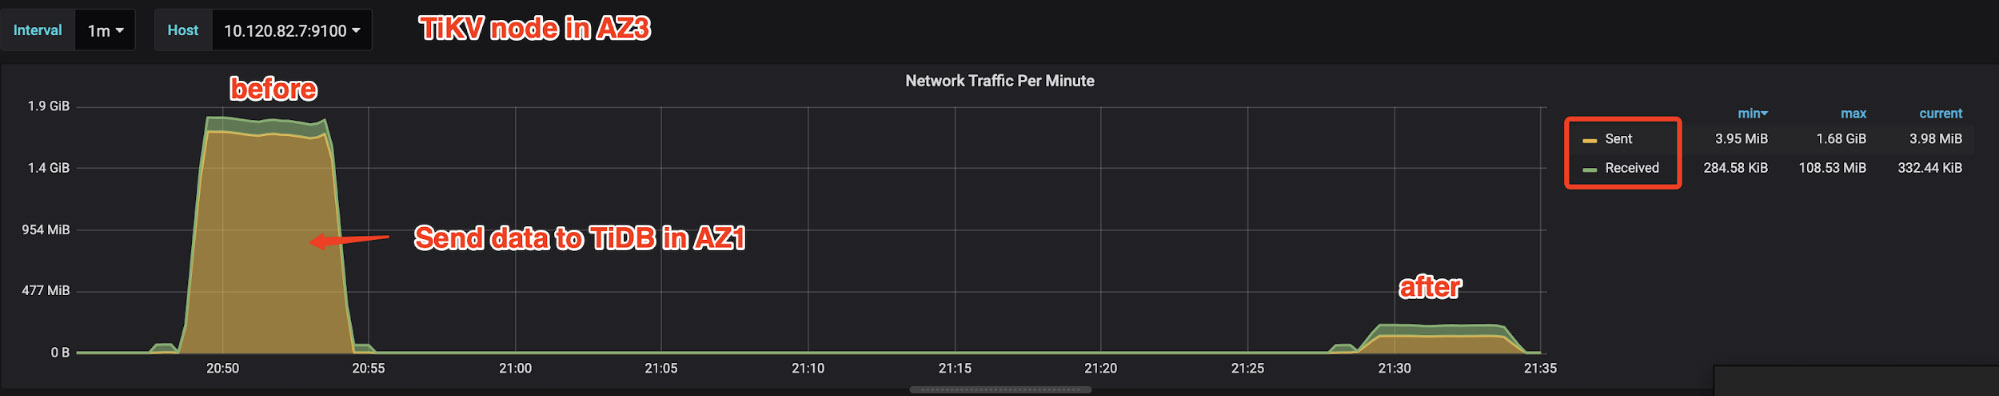 Interval 1m Host 10.120.82.7:9100 TiKV node in AZ3
Network Traffic Per Minute
before
1.9 GiB
1.4 GiB
954 MiB
477 MiB
0 B
Send data to TiDB in AZ1
after
20:50 20:55 21:00 21:05 21:10 21:15 21:20 21:25 21:30 21:35
min max current
Sent 3.95 MiB 1.68 GiB 3.98 MiB
Received 284.58 KiB 108.53 MiB 332.44 KiB